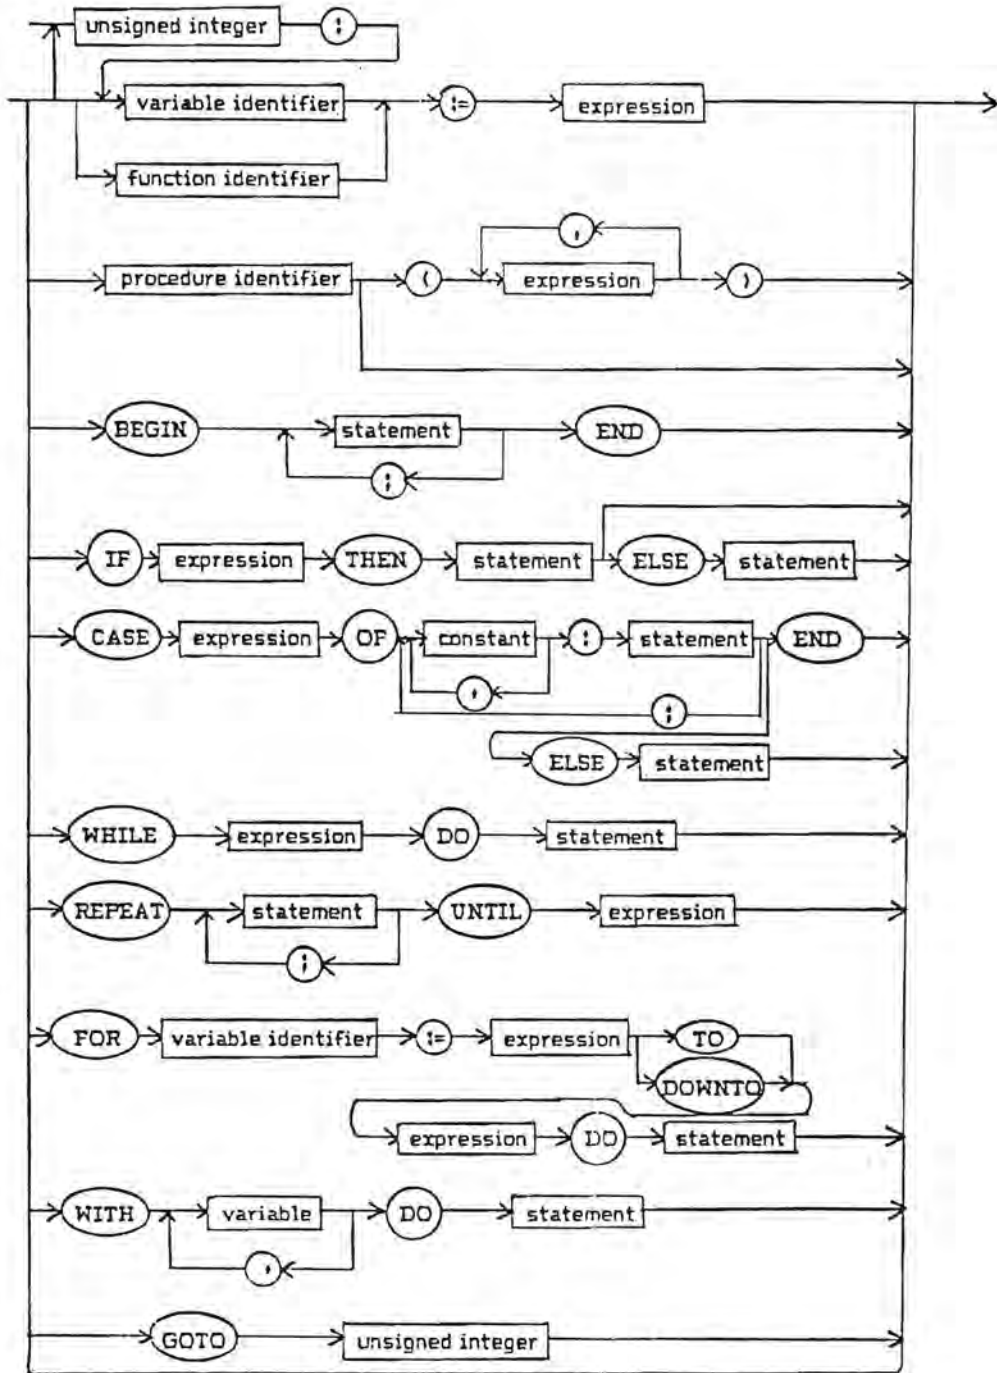 unsigned integer :
variable identifier := expression
function identifier
,
procedure identifier ( expression )
BEGIN statement END
;
IF expression THEN statement ELSE statement
CASE expression OF constant : statement END
,
;
ELSE statement
WHILE expression DO statement
REPEAT statement UNTIL expression
;
FOR variable identifier := expression TO
DOWNTO
expression DO statement
WITH variable DO statement
,
GOTO unsigned integer